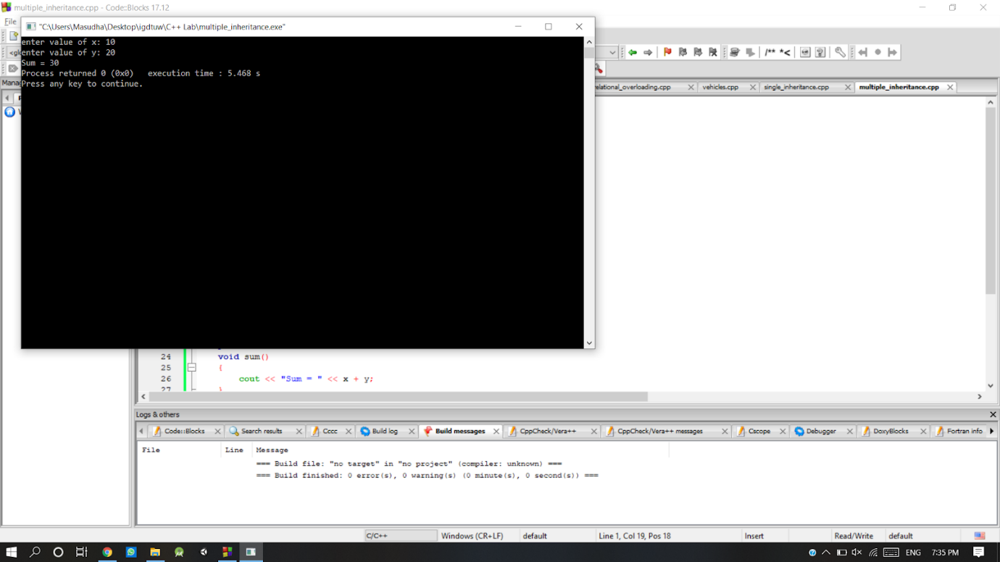 multiple_inheritance.cpp - Code::Blocks 17.12
File
"C:\Users\Masudha\Desktop\igdtuw\C++ Lab\multiple_inheritance.exe"
enter value of x: 10
enter value of y: 20
Sum = 30
Process returned 0 (0x0)   execution time : 5.468 s
Press any key to continue.
<gl
/** *<
Mana
relational_overloading.cpp vehicles.cpp single_inheritance.cpp multiple_inheritance.cpp
24 void sum()
25 {
26 cout << "Sum = " << x + y;
27 }
Logs & others
Code::Blocks Search results Cccc Build log Build messages CppCheck/Vera++ CppCheck/Vera++ messages Cscope Debugger DoxyBlocks Fortran info
File Line Message
=== Build file: "no target" in "no project" (compiler: unknown) ===
=== Build finished: 0 error(s), 0 warning(s) (0 minute(s), 0 second(s)) ===
C/C++ Windows (CR+LF) default Line 1, Col 19, Pos 18 Insert Read/Write default
ENG 7:35 PM